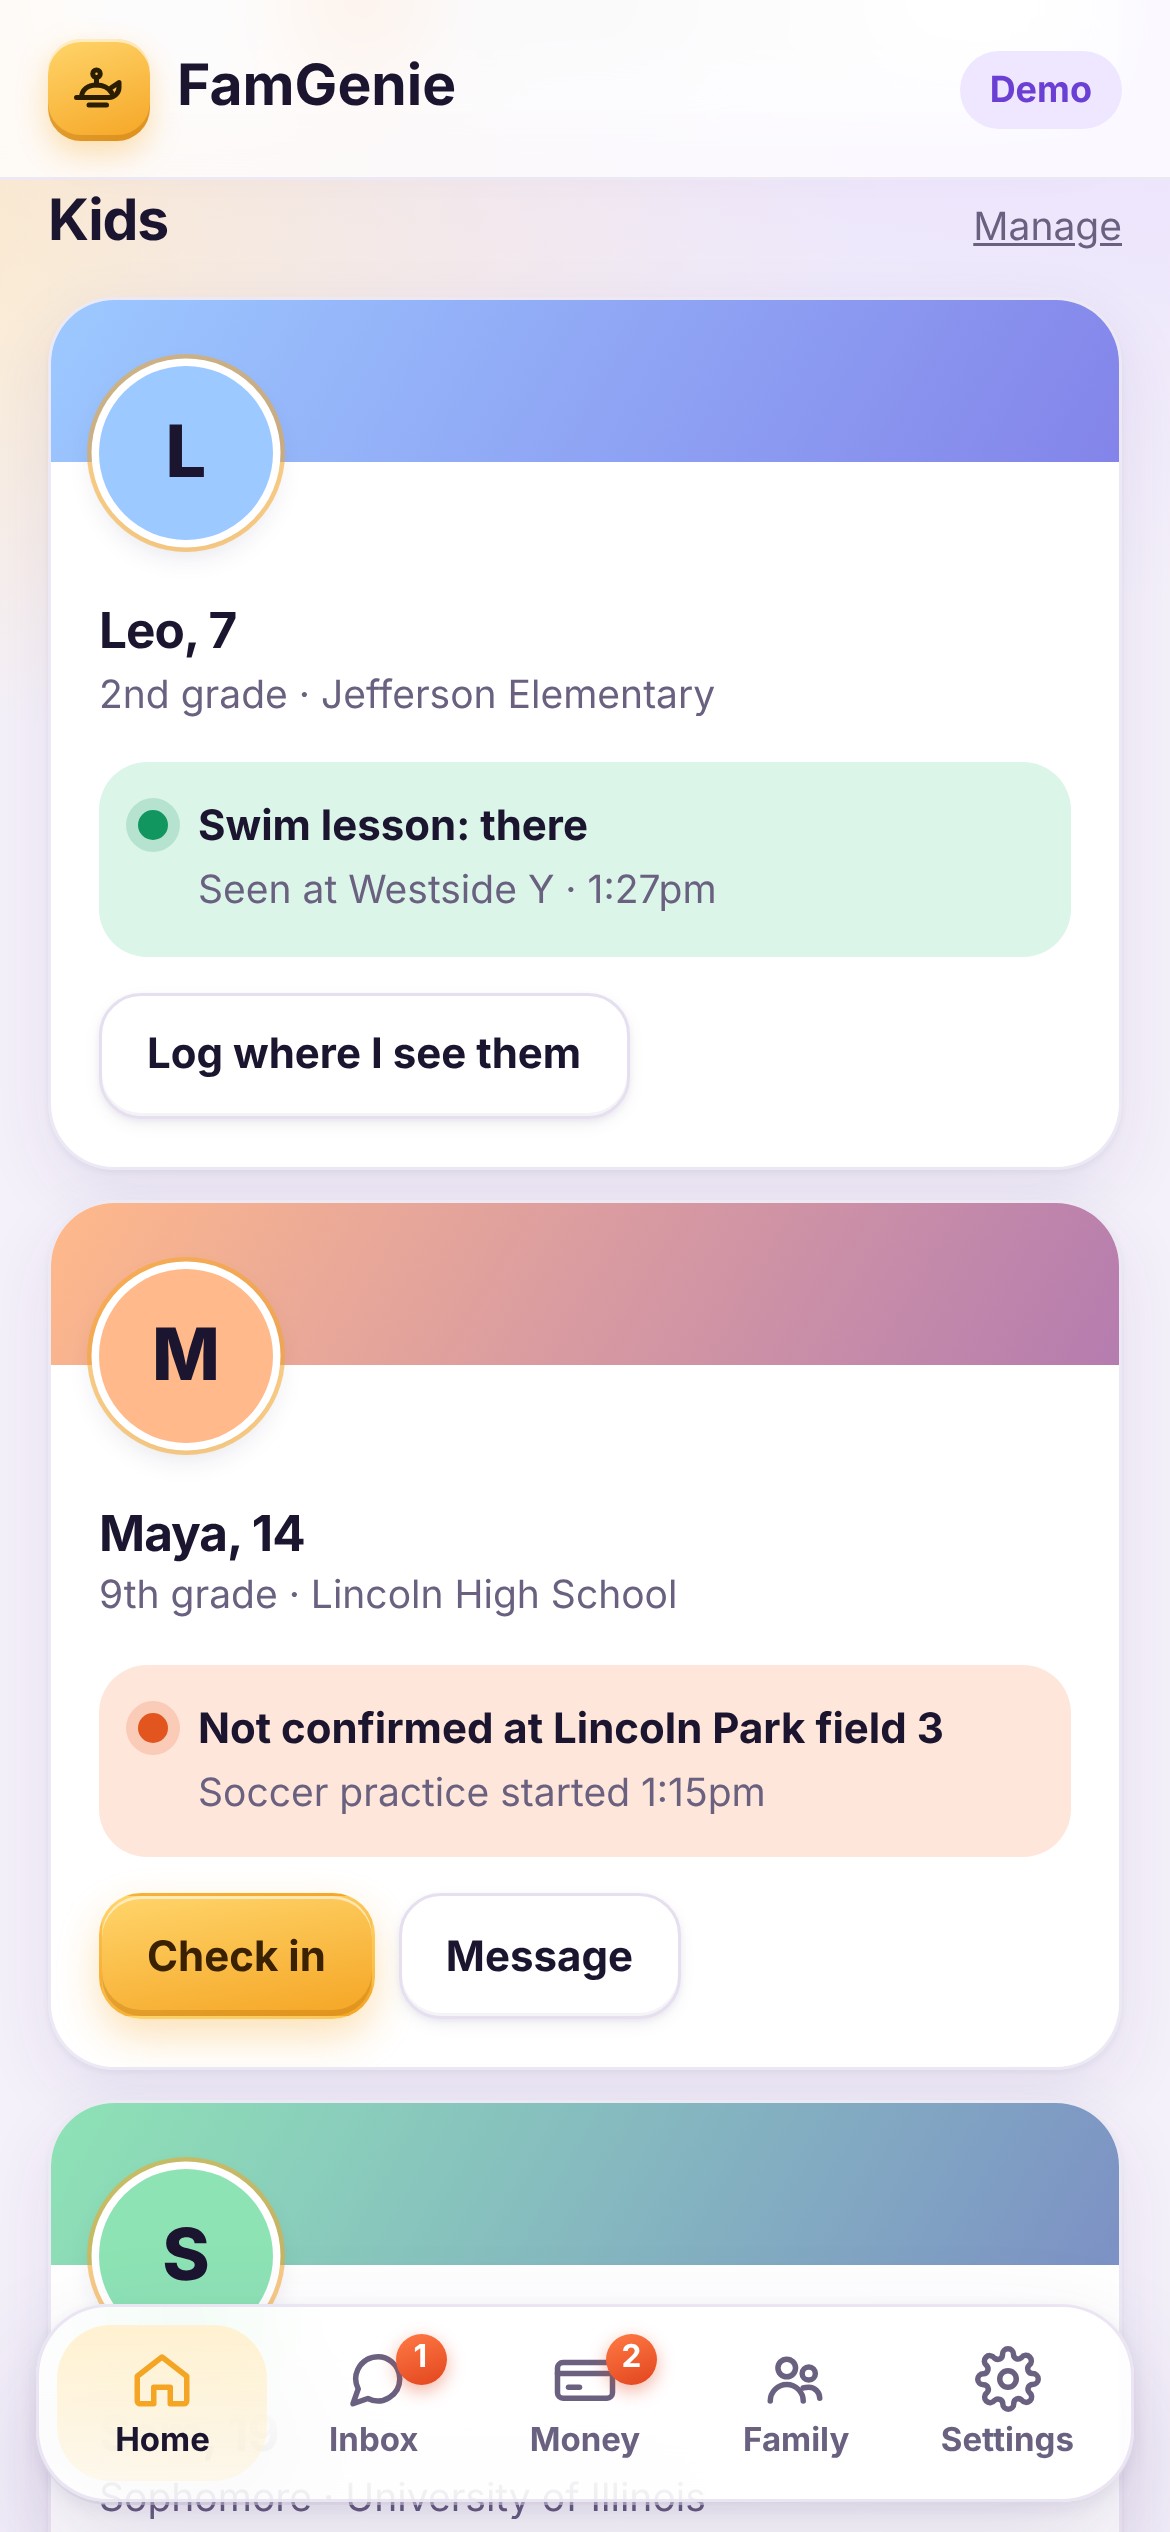 FamGenie
Demo
Kids
Manage
L
Leo, 7
2nd grade · Jefferson Elementary
Swim lesson: there
Seen at Westside Y · 1:27pm
Log where I see them
M
Maya, 14
9th grade · Lincoln High School
Not confirmed at Lincoln Park field 3
Soccer practice started 1:15pm
Check in
Message
S
1
2
Home
Inbox
Money
Family
Settings
Sophomore · University of Illinois